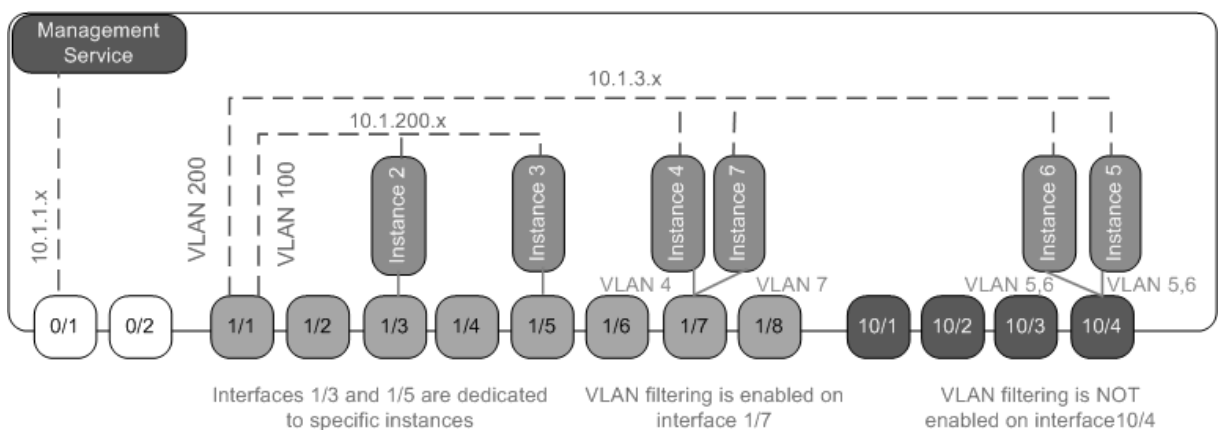 Management
Service
10.1.3.x
10.1.200.x
10.1.1.x
VLAN 200
VLAN 100
Instance 2
Instance 3
Instance 4
Instance 7
Instance 6
Instance 5
VLAN 4
VLAN 7
VLAN 5,6
VLAN 5,6
0/1
0/2
1/1
1/2
1/3
1/4
1/5
1/6
1/7
1/8
10/1
10/2
10/3
10/4
Interfaces 1/3 and 1/5 are dedicated
to specific instances
VLAN filtering is enabled on
interface 1/7
VLAN filtering is NOT
enabled on interface10/4